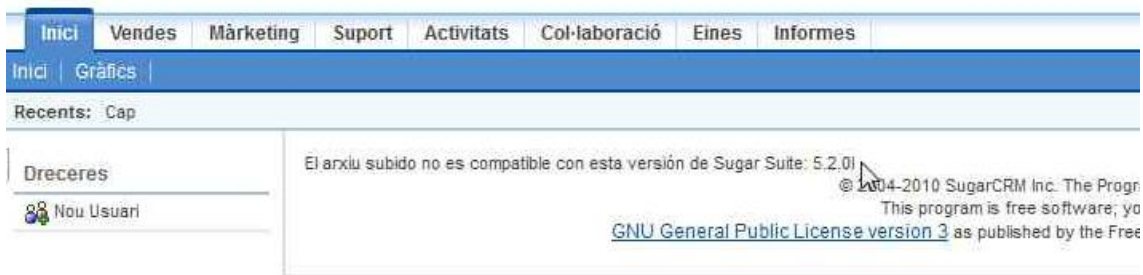 Inici Vendes Màrketing Suport Activitats Col·laboració Eines Informes
Inici | Gràfics |
Recents: Cap
Dreceres
Nou Usuari
El arxiu subido no es compatible con esta versión de Sugar Suite: 5.2.0l
© 2004-2010 SugarCRM Inc. The Progr
This program is free software; yo
GNU General Public License version 3 as published by the Free